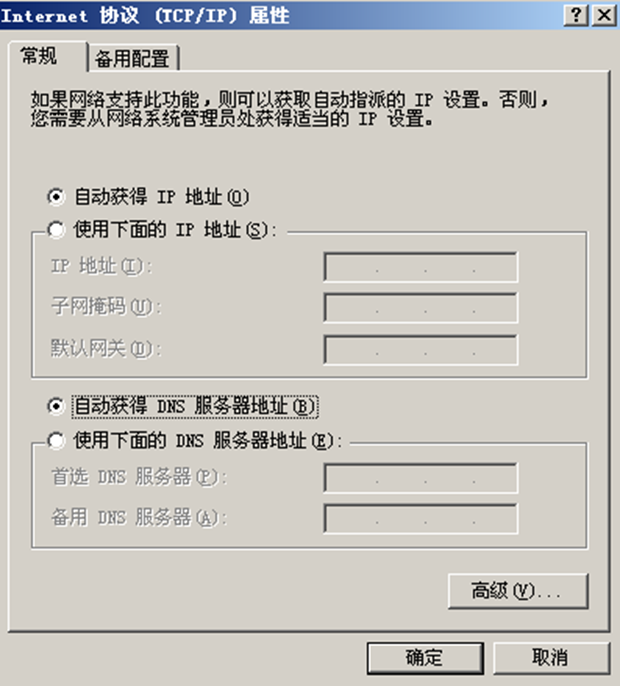 Internet 协议 (TCP/IP) 属性
常规
备用配置
如果网络支持此功能，则可以获取自动指派的 IP 设置。否则，
您需要从网络系统管理员处获得适当的 IP 设置。
自动获得 IP 地址(O)
使用下面的 IP 地址(S):
IP 地址(I):
子网掩码(U):
默认网关(D):
自动获得 DNS 服务器地址(B)
使用下面的 DNS 服务器地址(E):
首选 DNS 服务器(P):
备用 DNS 服务器(A):
高级(V)...
确定
取消